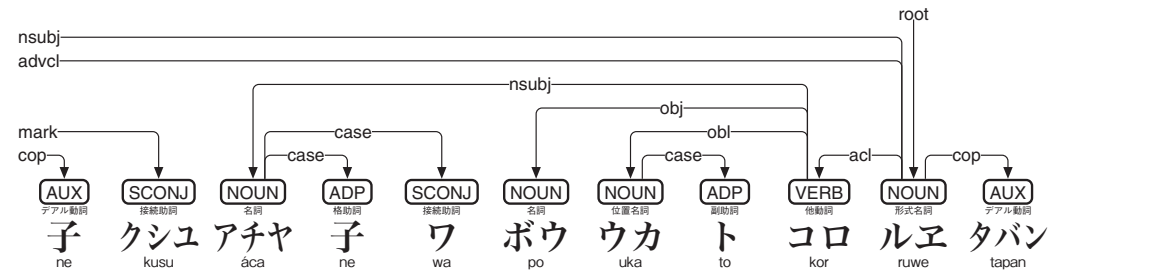 root
nsubj
advcl
nsubj
obj
mark case obl
cop case case acl cop
AUX SCONJ NOUN ADP SCONJ NOUN NOUN ADP VERB NOUN AUX
デアル動詞 接続助詞 名詞 格助詞 接続助詞 名詞 位置名詞 副助詞 他動詞 形式名詞 デアル動詞
子 クシユ アチヤ 子 ワ ボウ ウカ ト コロ ルヱ タバン
ne kusu áca ne wa po uka to kor ruwe tapan